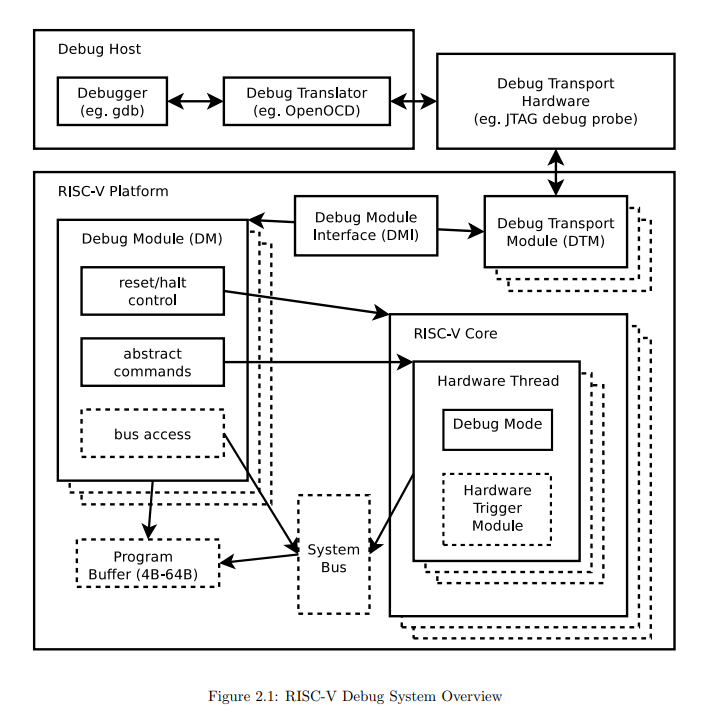 Debug Host
Debugger
(eg. gdb)
Debug Translator
(eg. OpenOCD)
Debug Transport
Hardware
(eg. JTAG debug probe)
RISC-V Platform
Debug Module (DM)
reset/halt
control
abstract
commands
bus access
Debug Module
Interface (DMI)
Debug Transport
Module (DTM)
RISC-V Core
Hardware Thread
Debug Mode
Hardware
Trigger
Module
Program
Buffer (4B-64B)
System
Bus
Figure 2.1: RISC-V Debug System Overview